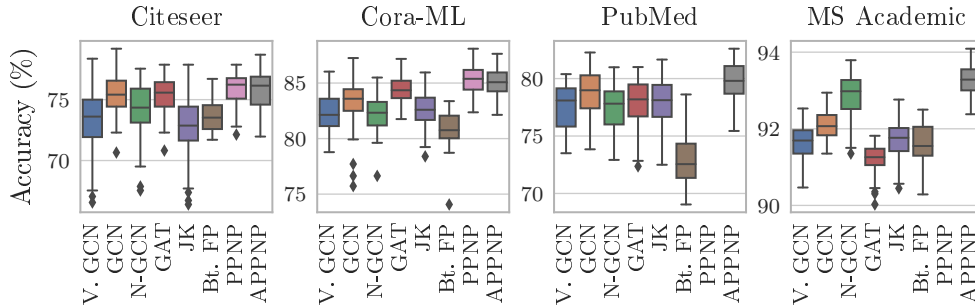 Citeseer Cora-ML PubMed MS Academic
Accuracy (%)
75
70
V. GCN
GCN
N-GCN
GAT
JK
Bt. FP
PPNP
APPNP
85
80
75
V. GCN
GCN
N-GCN
GAT
JK
Bt. FP
PPNP
APPNP
80
75
70
V. GCN
GCN
N-GCN
GAT
JK
Bt. FP
PPNP
APPNP
94
92
90
V. GCN
GCN
N-GCN
GAT
JK
Bt. FP
PPNP
APPNP